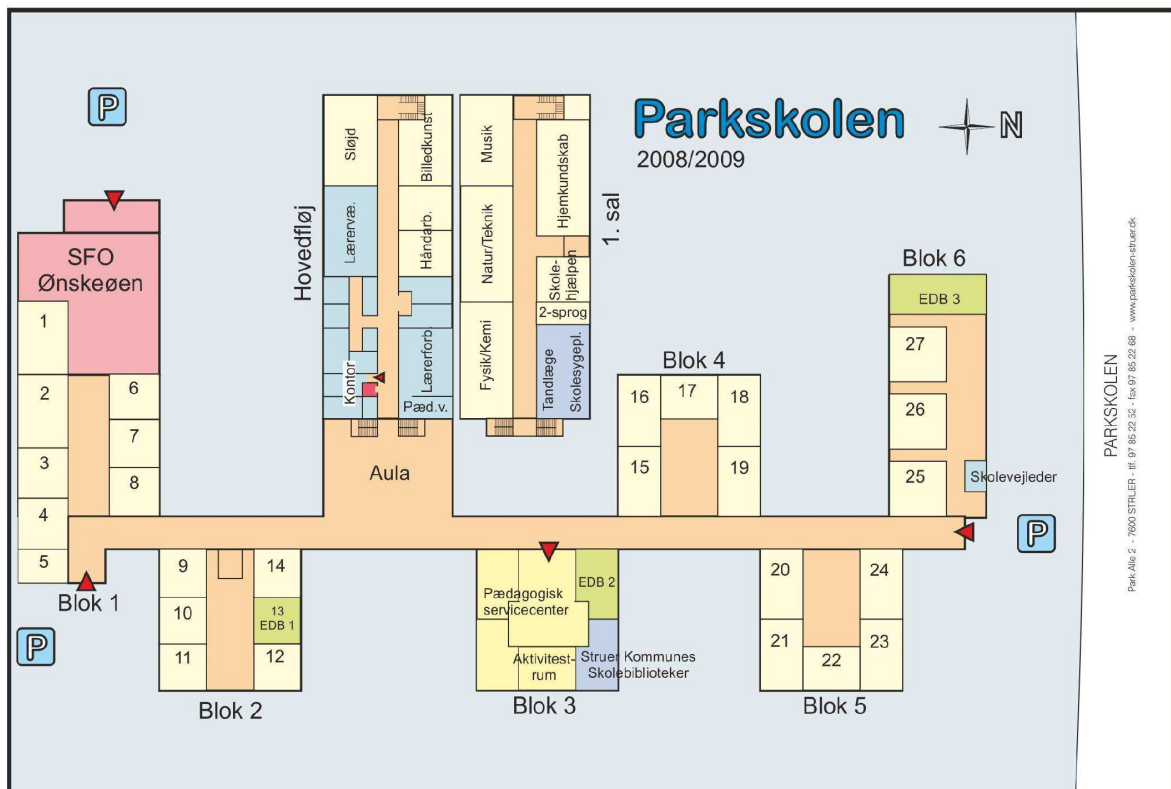 Parkskolen
2008/2009
N
P
SFO
Ønskeøen
1
2
3
4
5
6
7
8
Blok 1
P
Hovedfløj
Sløjd
Billedkunst
Lærervæ.
Håndarb.
Kontor
Lærerforb.
Pæd.v.
Aula
1. sal
Musik
Hjemkundskab
Natur/Teknik
Skole-
hjælpen
2-sprog
Fysik/Kemi
Tandlæge
Skolesygepl.
Blok 4
16
17
18
15
19
Blok 6
EDB 3
27
26
25
Skolevejleder
P
9
14
10
13
EDB 1
11
12
Blok 2
Pædagogisk
servicecenter
EDB 2
Aktivitest-
rum
Struer Kommunes
Skolebiblioteker
Blok 3
20
24
21
23
22
Blok 5
PARKSKOLEN
Park Alle 2 - 7600 STRUER - tlf. 97 85 22 52 - fax 97 85 22 68 - www.parkskolen-struer.dk